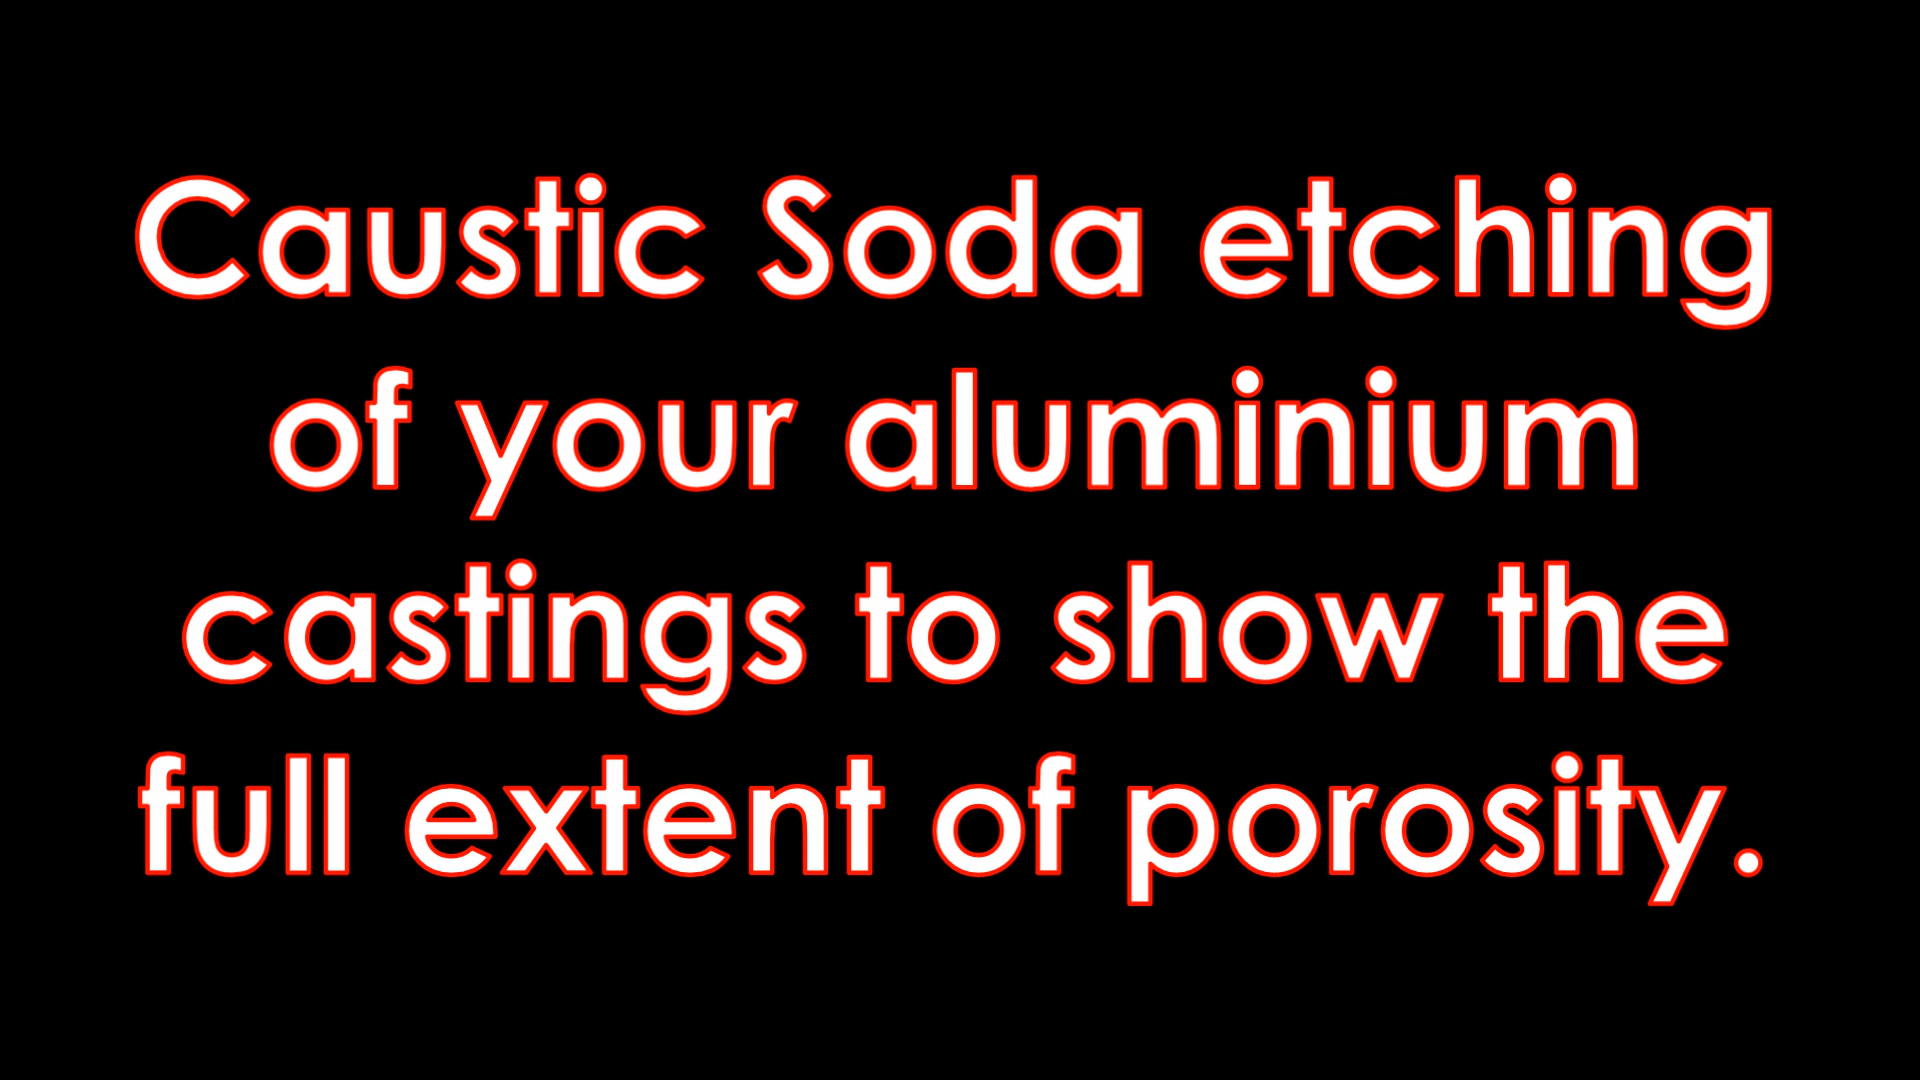 Caustic Soda etching
of your aluminium
castings to show the
full extent of porosity.